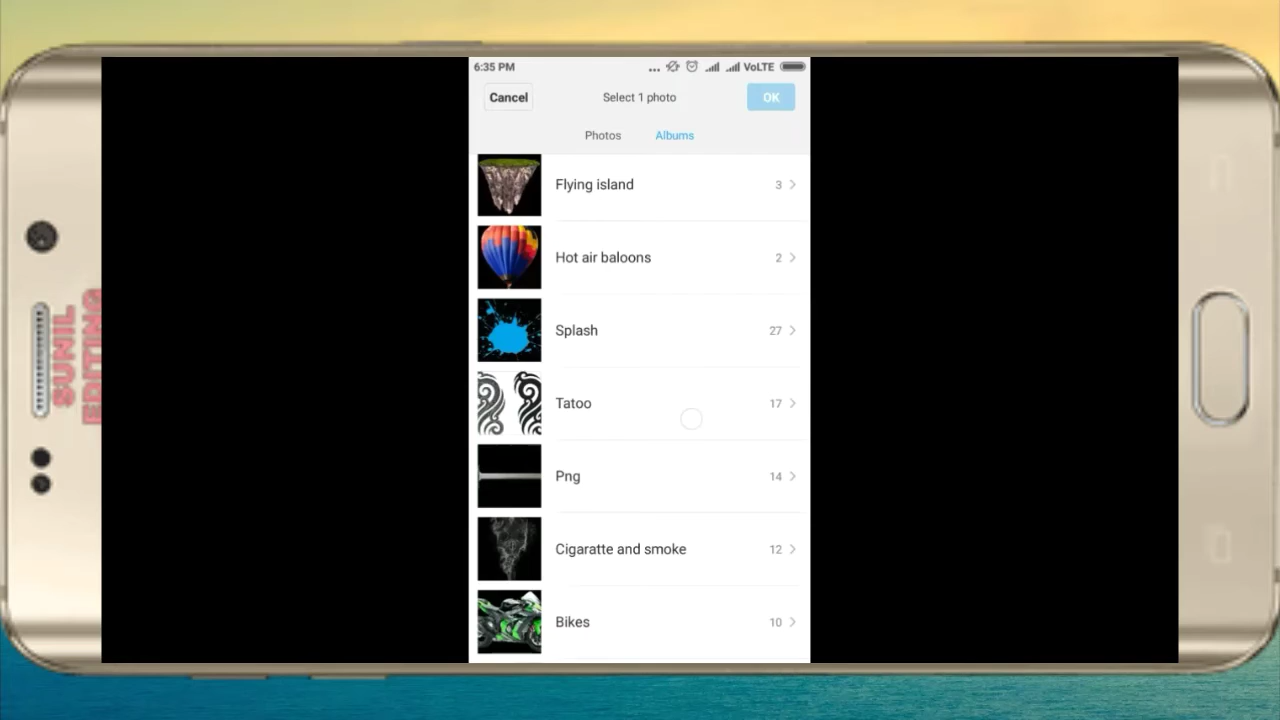 6:35 PM
... VoLTE
Cancel
Select 1 photo
OK
Photos
Albums
Flying island
3
Hot air baloons
2
Splash
27
Tatoo
17
Png
14
Cigaratte and smoke
12
Bikes
10
SUNIL
EDITING